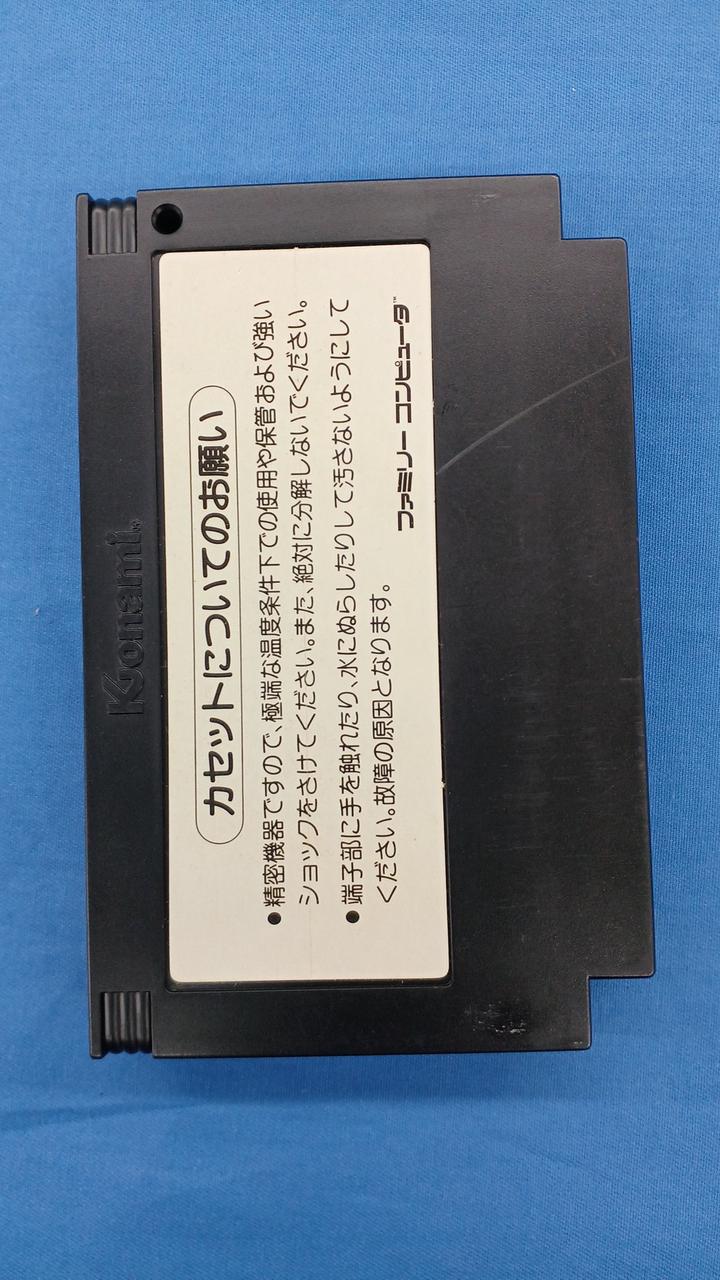 Konami™
カセットについてのお願い
●精密機器ですので、極端な温度条件下での使用や保管および強い
ショックをさけてください。また、絶対に分解しないでください。
●端子部に手を触れたり、水にぬらしたりして汚さないようにして
ください。故障の原因となります。
ファミリー コンピュータ™